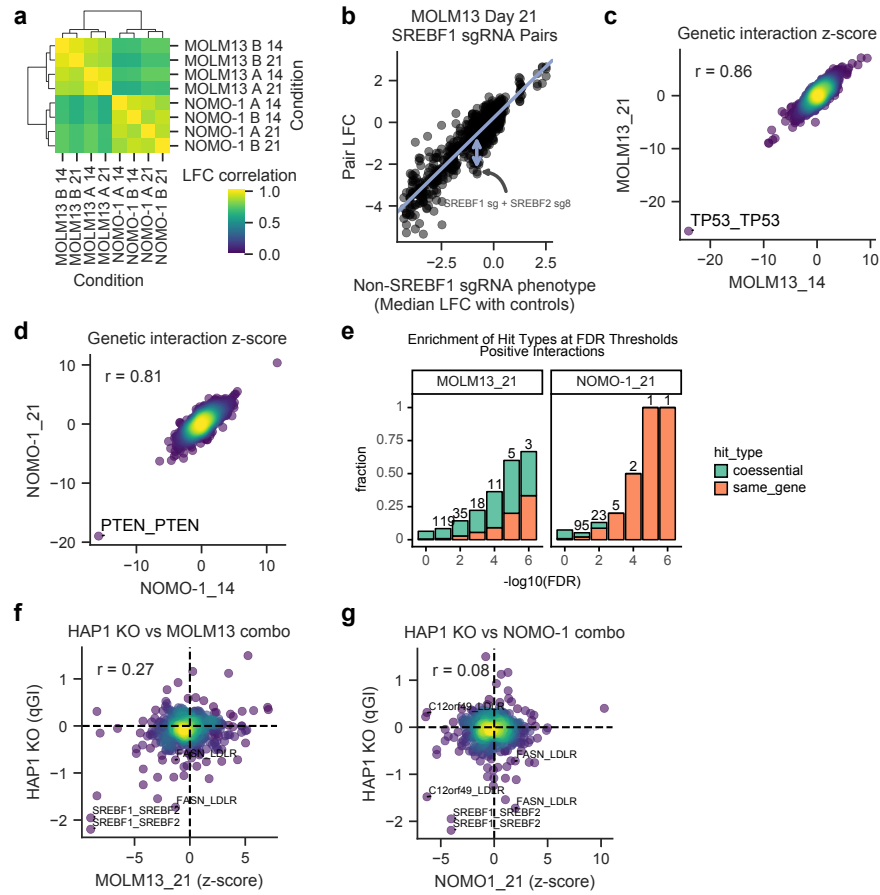 a
MOLM13 B 14
MOLM13 B 21
MOLM13 A 14
MOLM13 A 21
NOMO-1 A 14
NOMO-1 B 14
NOMO-1 A 21
NOMO-1 B 21
Condition
MOLM13 B 14
MOLM13 B 21
MOLM13 A 14
MOLM13 A 21
NOMO-1 A 14
NOMO-1 B 14
NOMO-1 A 21
NOMO-1 B 21
Condition
LFC correlation
1.0
0.5
0.0
b
MOLM13 Day 21
SREBF1 sgRNA Pairs
Pair LFC
2
0
−2
−4
SREBF1 sg + SREBF2 sg8
−2.5
0.0
2.5
Non-SREBF1 sgRNA phenotype
(Median LFC with controls)
c
Genetic interaction z-score
r = 0.86
MOLM13_21
0
−10
−20
TP53_TP53
−20
−10
0
10
MOLM13_14
d
Genetic interaction z-score
r = 0.81
NOMO-1_21
10
0
−10
−20
PTEN_PTEN
−10
0
10
NOMO-1_14
e
Enrichment of Hit Types at FDR Thresholds
Positive Interactions
MOLM13_21
NOMO-1_21
fraction
1
0.75
0.50
0.25
0
119
35
18
11
5
3
95
23
5
2
1
1
0
2
4
6
0
2
4
6
-log10(FDR)
hit_type
coessential
same_gene
f
HAP1 KO vs MOLM13 combo
r = 0.27
HAP1 KO (qGI)
1
0
−1
−2
FASN_LDLR
FASN_LDLR
SREBF1_SREBF2
SREBF1_SREBF2
−5
0
5
MOLM13_21 (z-score)
g
HAP1 KO vs NOMO-1 combo
r = 0.08
HAP1 KO (qGI)
1
0
−1
−2
C12orf49_LDLR
FASN_LDLR
C12orf49_LDLR
FASN_LDLR
SREBF1_SREBF2
SREBF1_SREBF2
−5
0
5
10
NOMO1_21 (z-score)